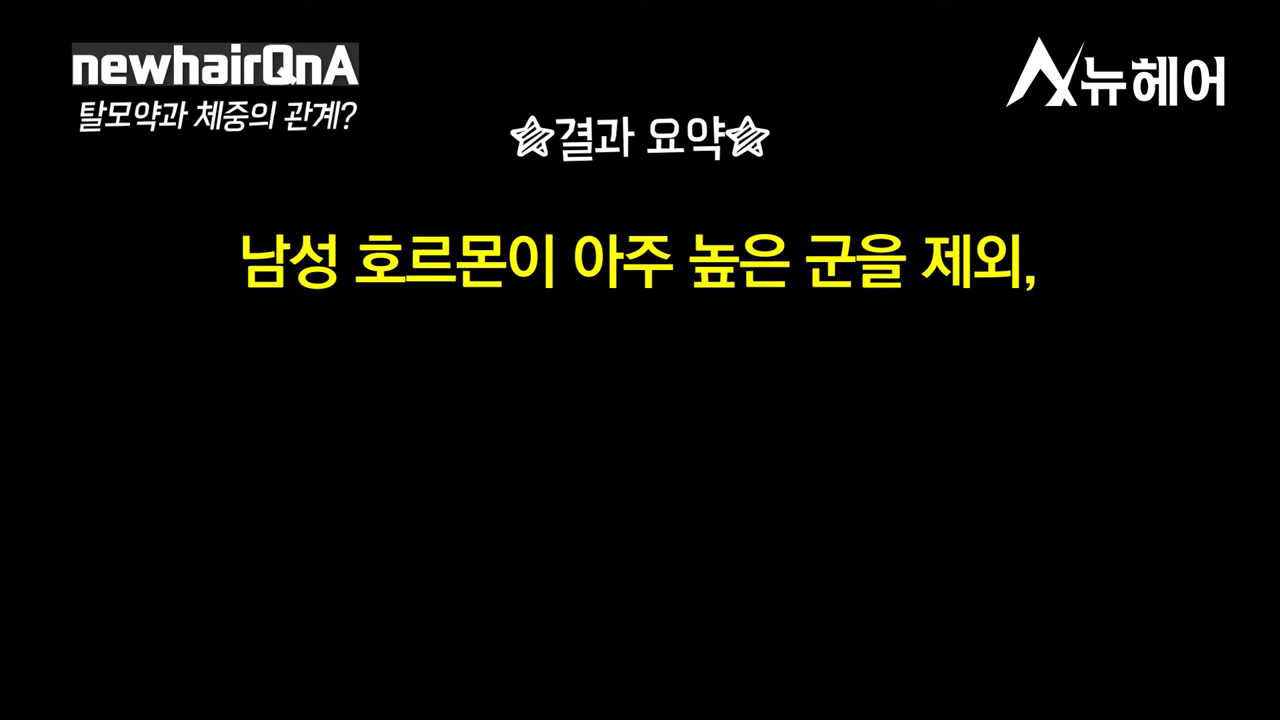 newhairQnA
탈모약과 체중의 관계?
뉴헤어
☆결과 요약☆
남성 호르몬이 아주 높은 군을 제외,